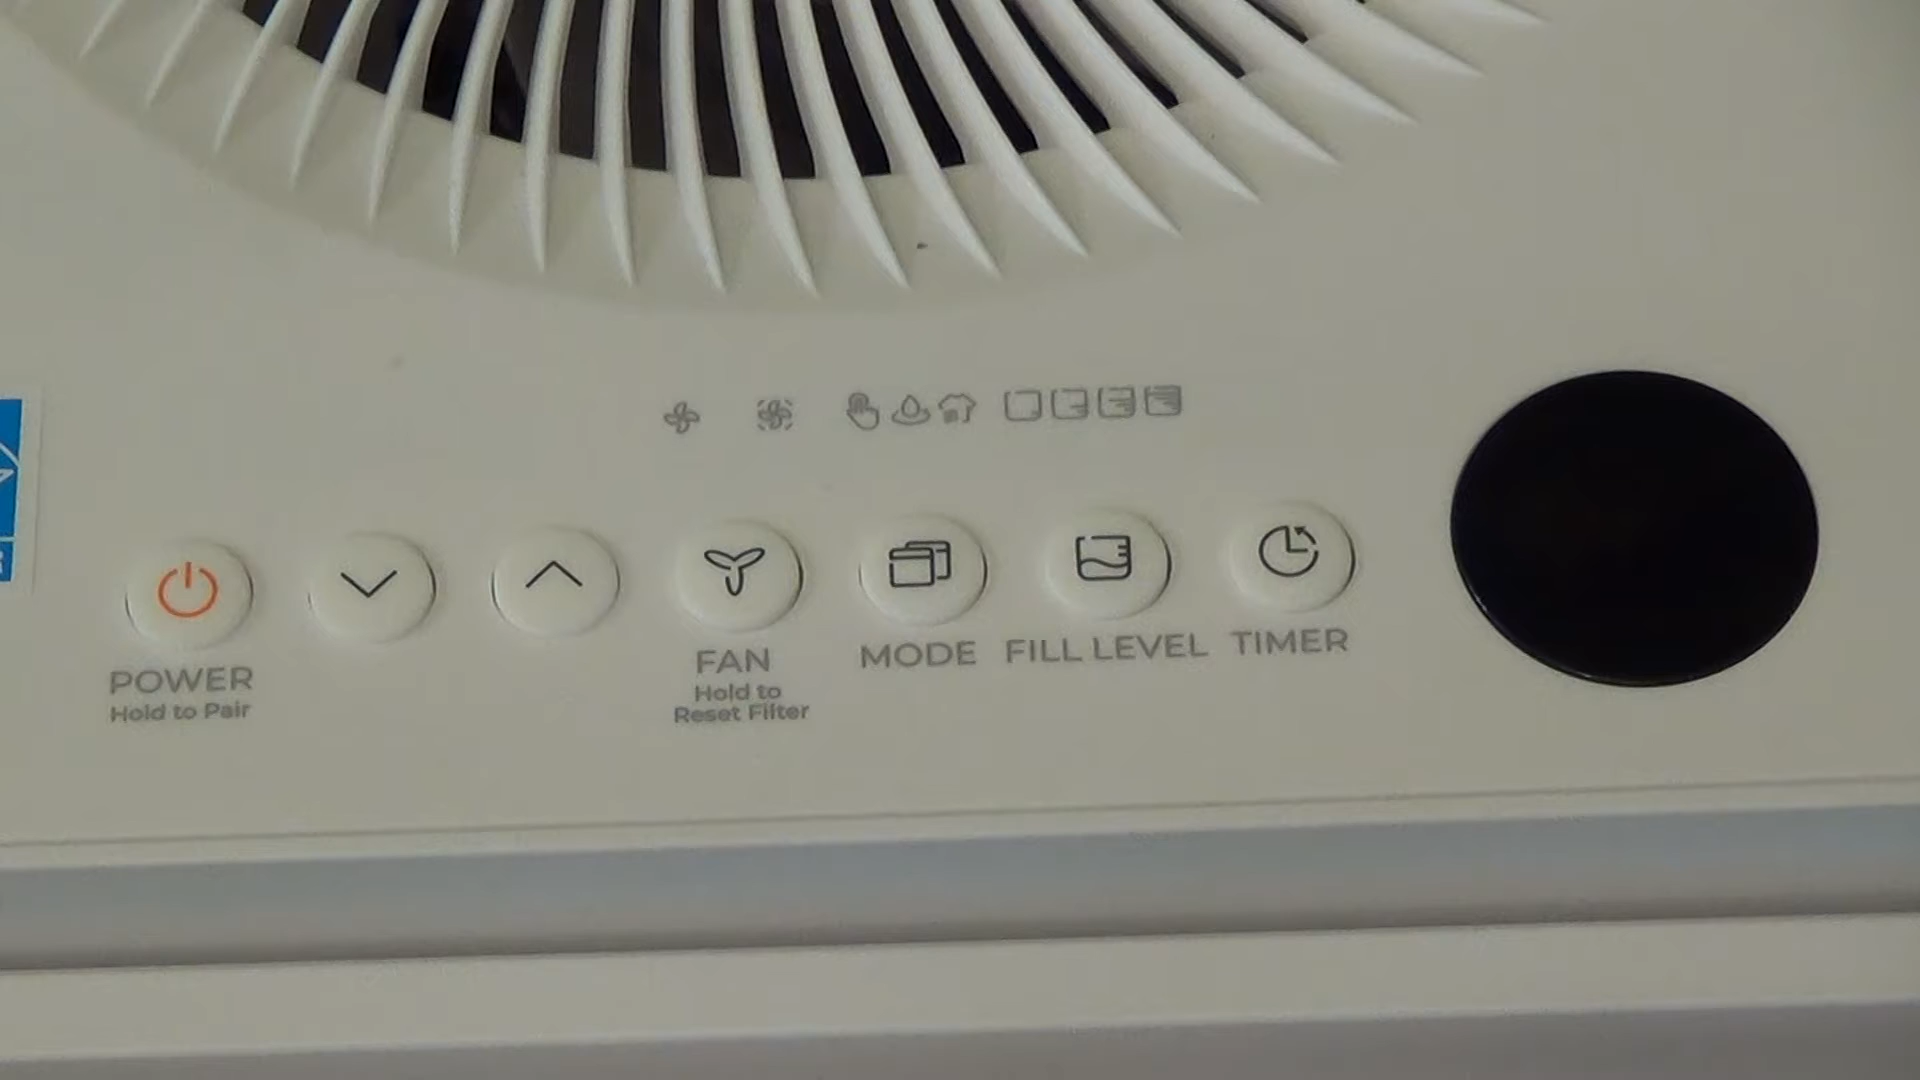 POWER
Hold to Pair
FAN
Hold to
Reset Filter
MODE
FILL LEVEL
TIMER